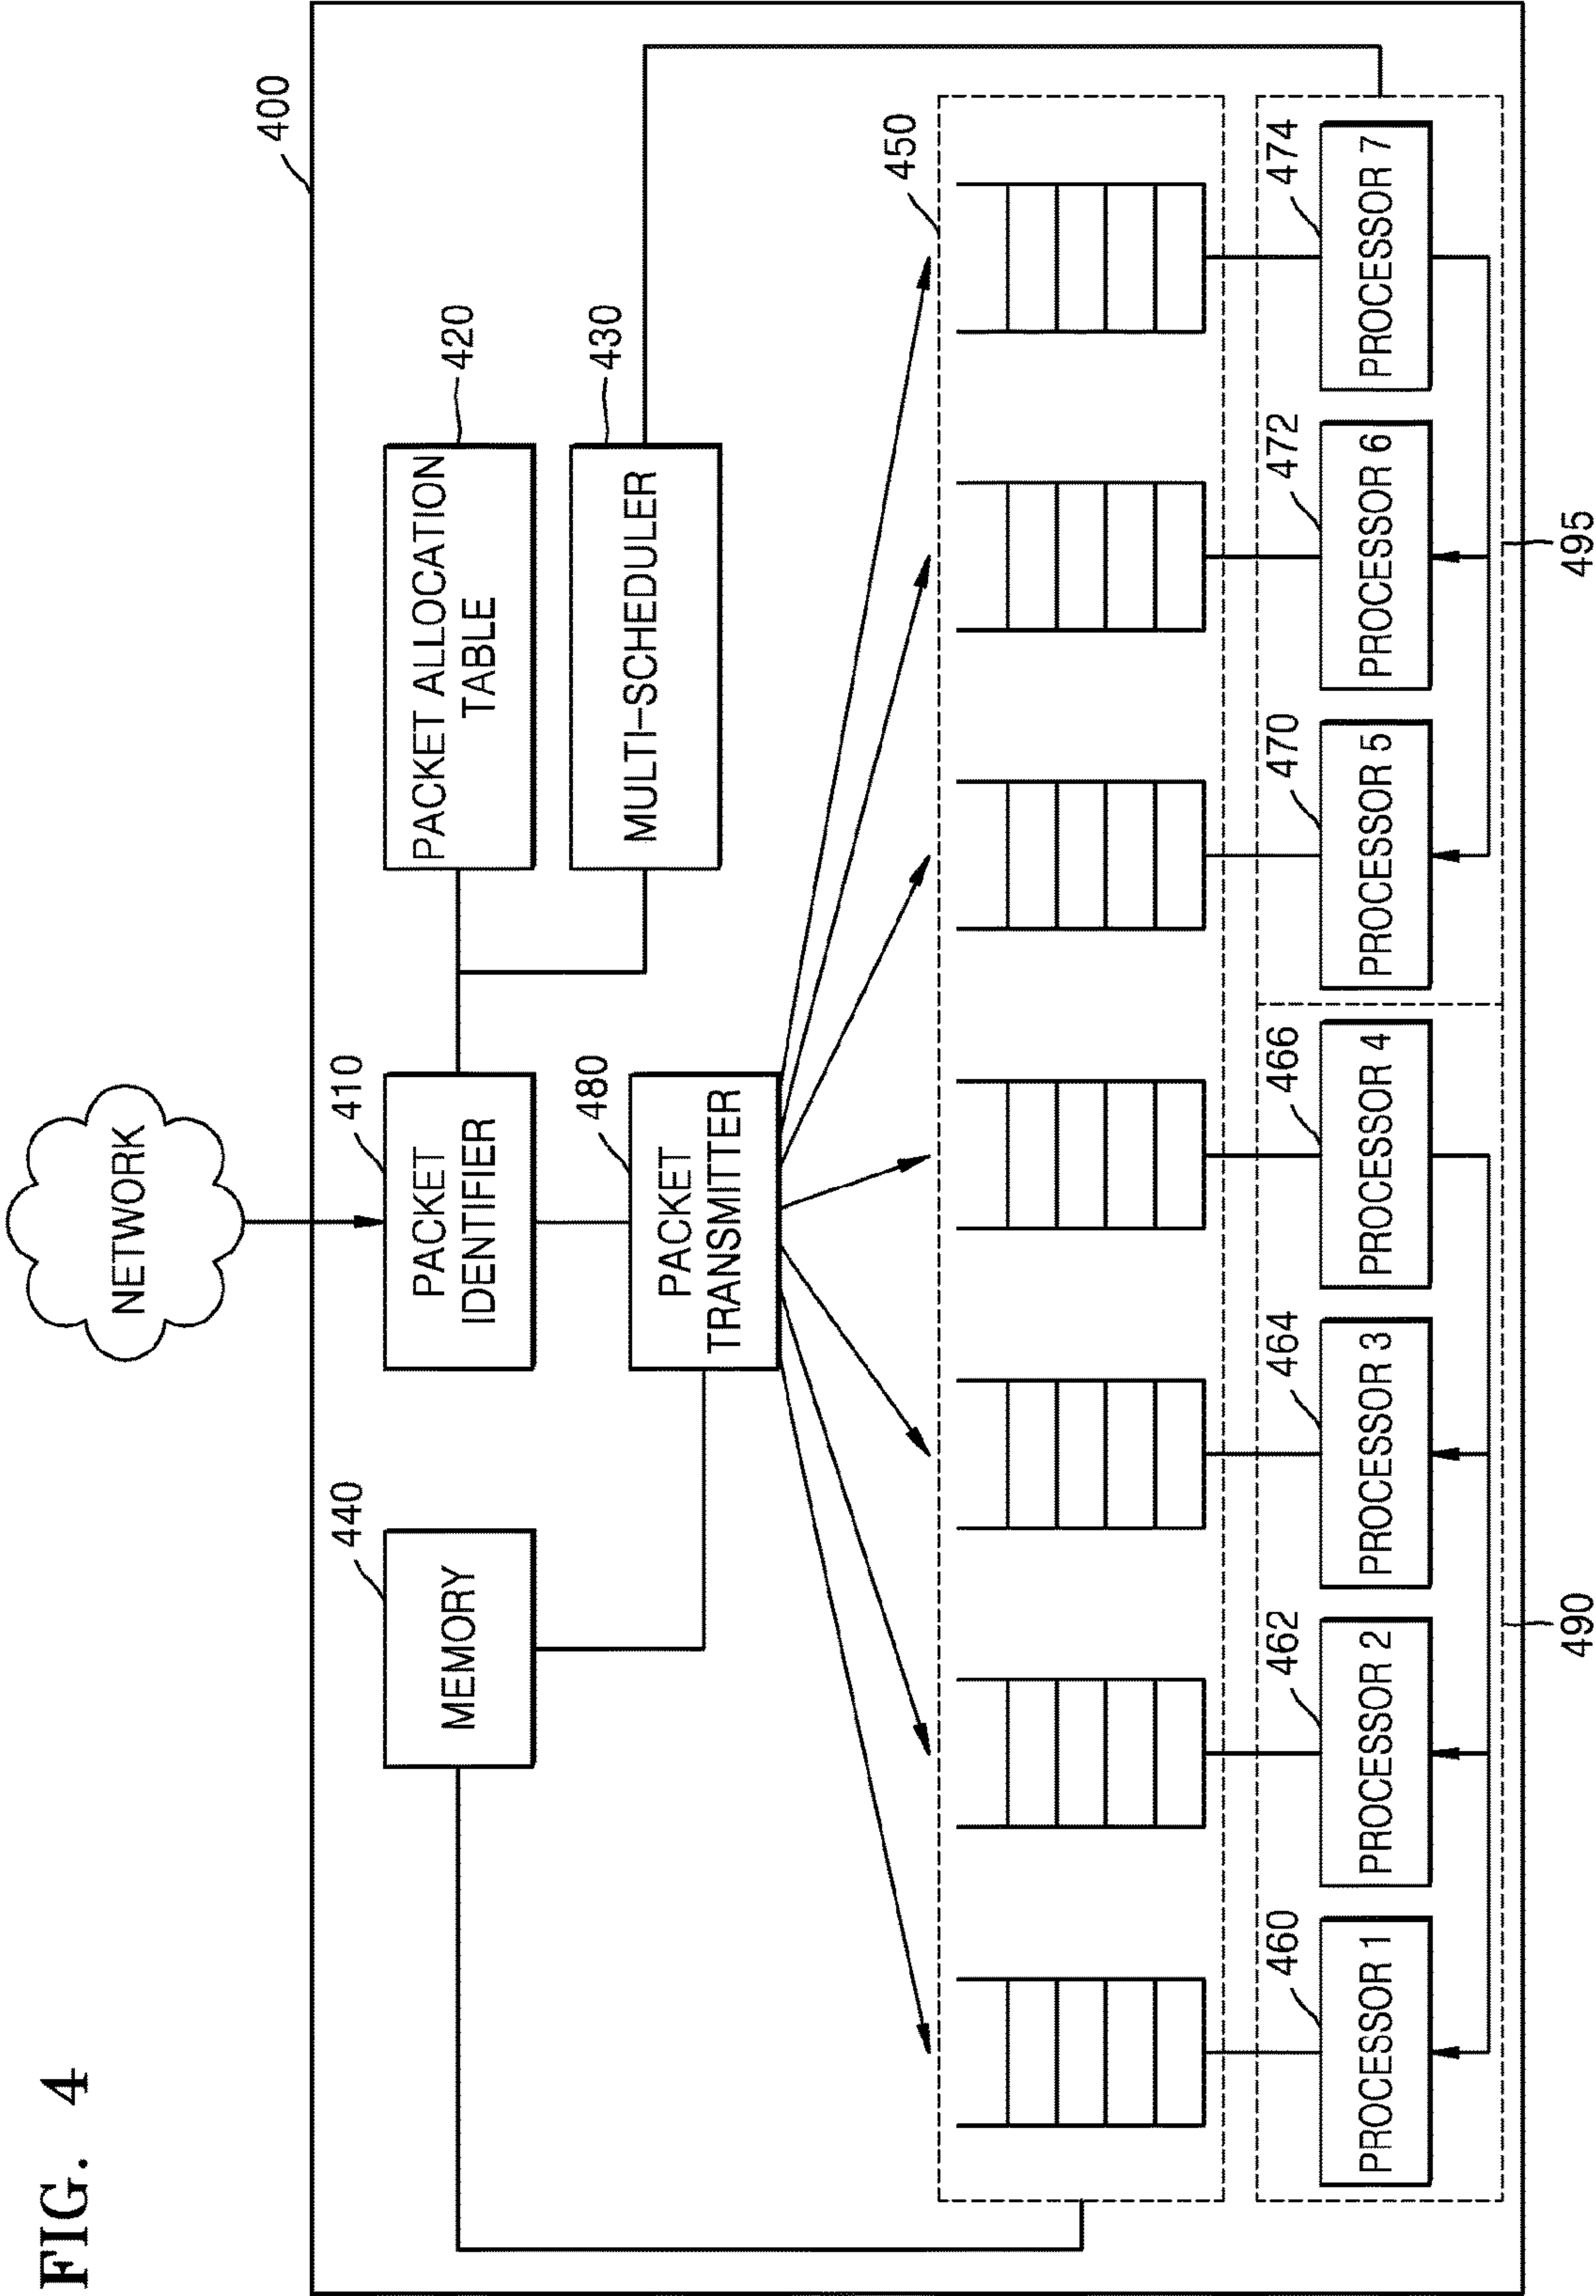 FIG. 4
NETWORK
400
440
MEMORY
410
PACKET
IDENTIFIER
420
PACKET ALLOCATION
TABLE
480
PACKET
TRANSMITTER
430
MULTI-SCHEDULER
450
460
PROCESSOR 1
462
PROCESSOR 2
464
PROCESSOR 3
466
PROCESSOR 4
470
PROCESSOR 5
472
PROCESSOR 6
474
PROCESSOR 7
490
495